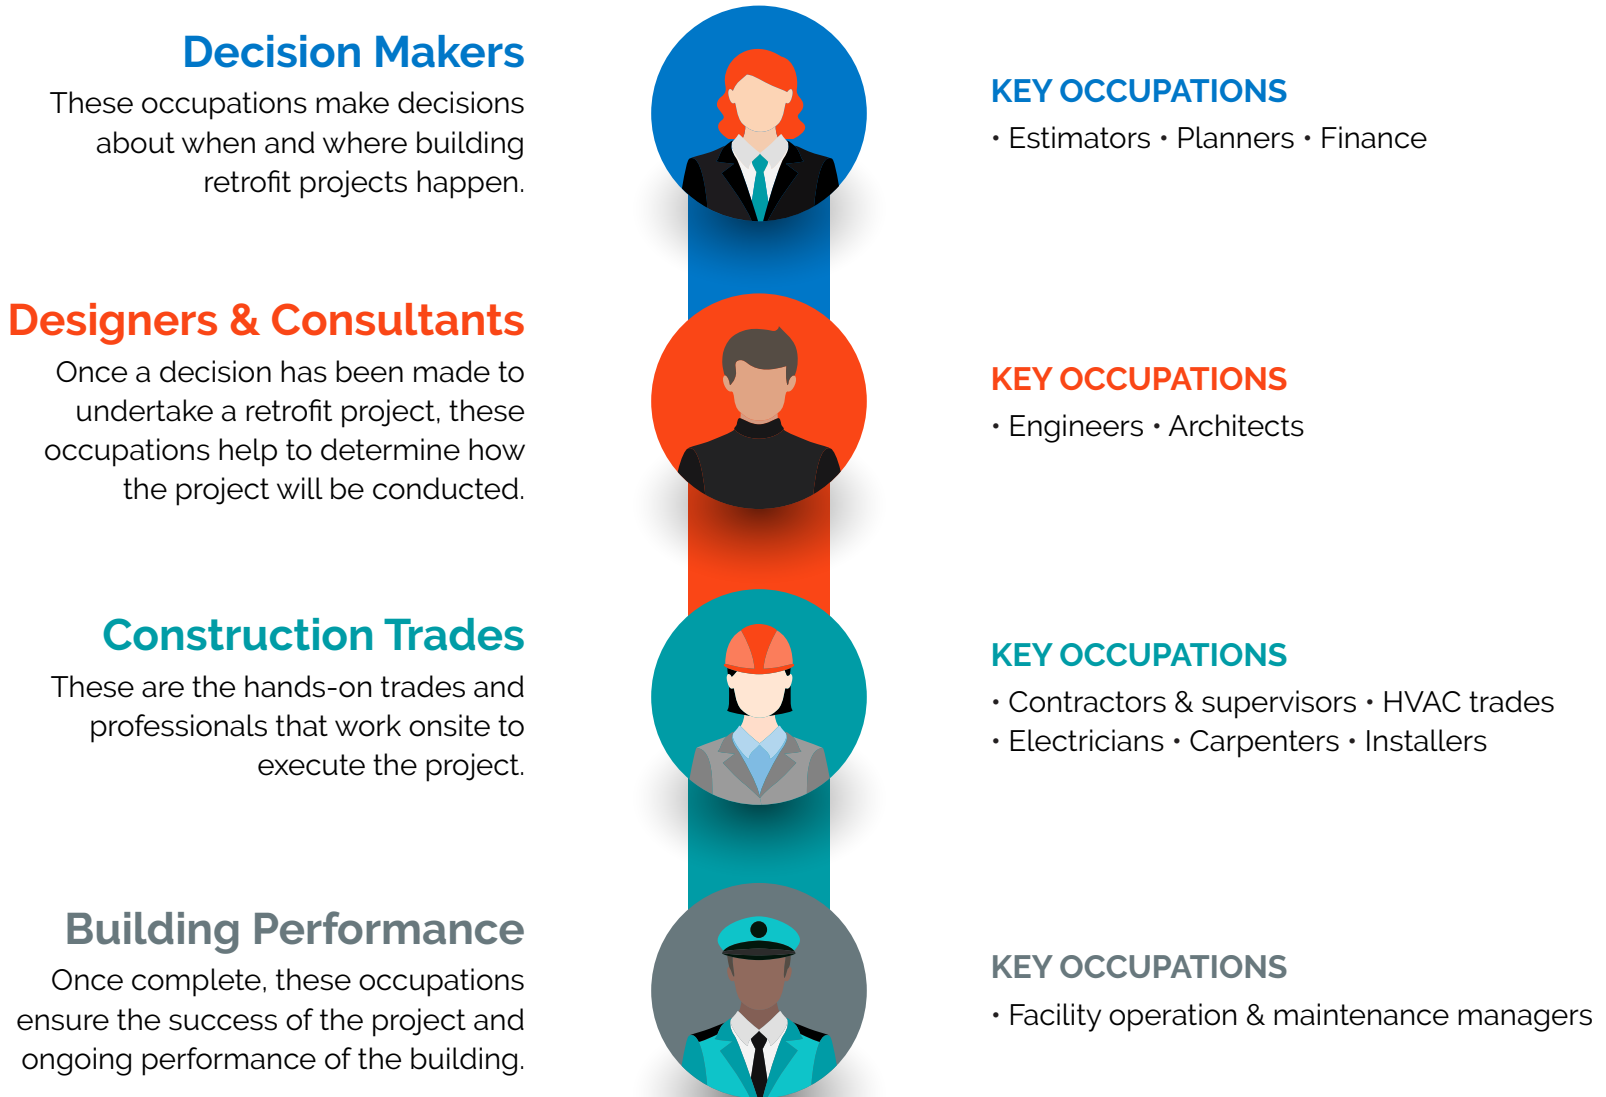 Decision Makers
These occupations make decisions
about when and where building
retrofit projects happen.
KEY OCCUPATIONS
• Estimators • Planners • Finance
Designers & Consultants
Once a decision has been made to
undertake a retrofit project, these
occupations help to determine how
the project will be conducted.
KEY OCCUPATIONS
• Engineers • Architects
Construction Trades
These are the hands-on trades and
professionals that work onsite to
execute the project.
KEY OCCUPATIONS
• Contractors & supervisors • HVAC trades
• Electricians • Carpenters • Installers
Building Performance
Once complete, these occupations
ensure the success of the project and
ongoing performance of the building.
KEY OCCUPATIONS
• Facility operation & maintenance managers